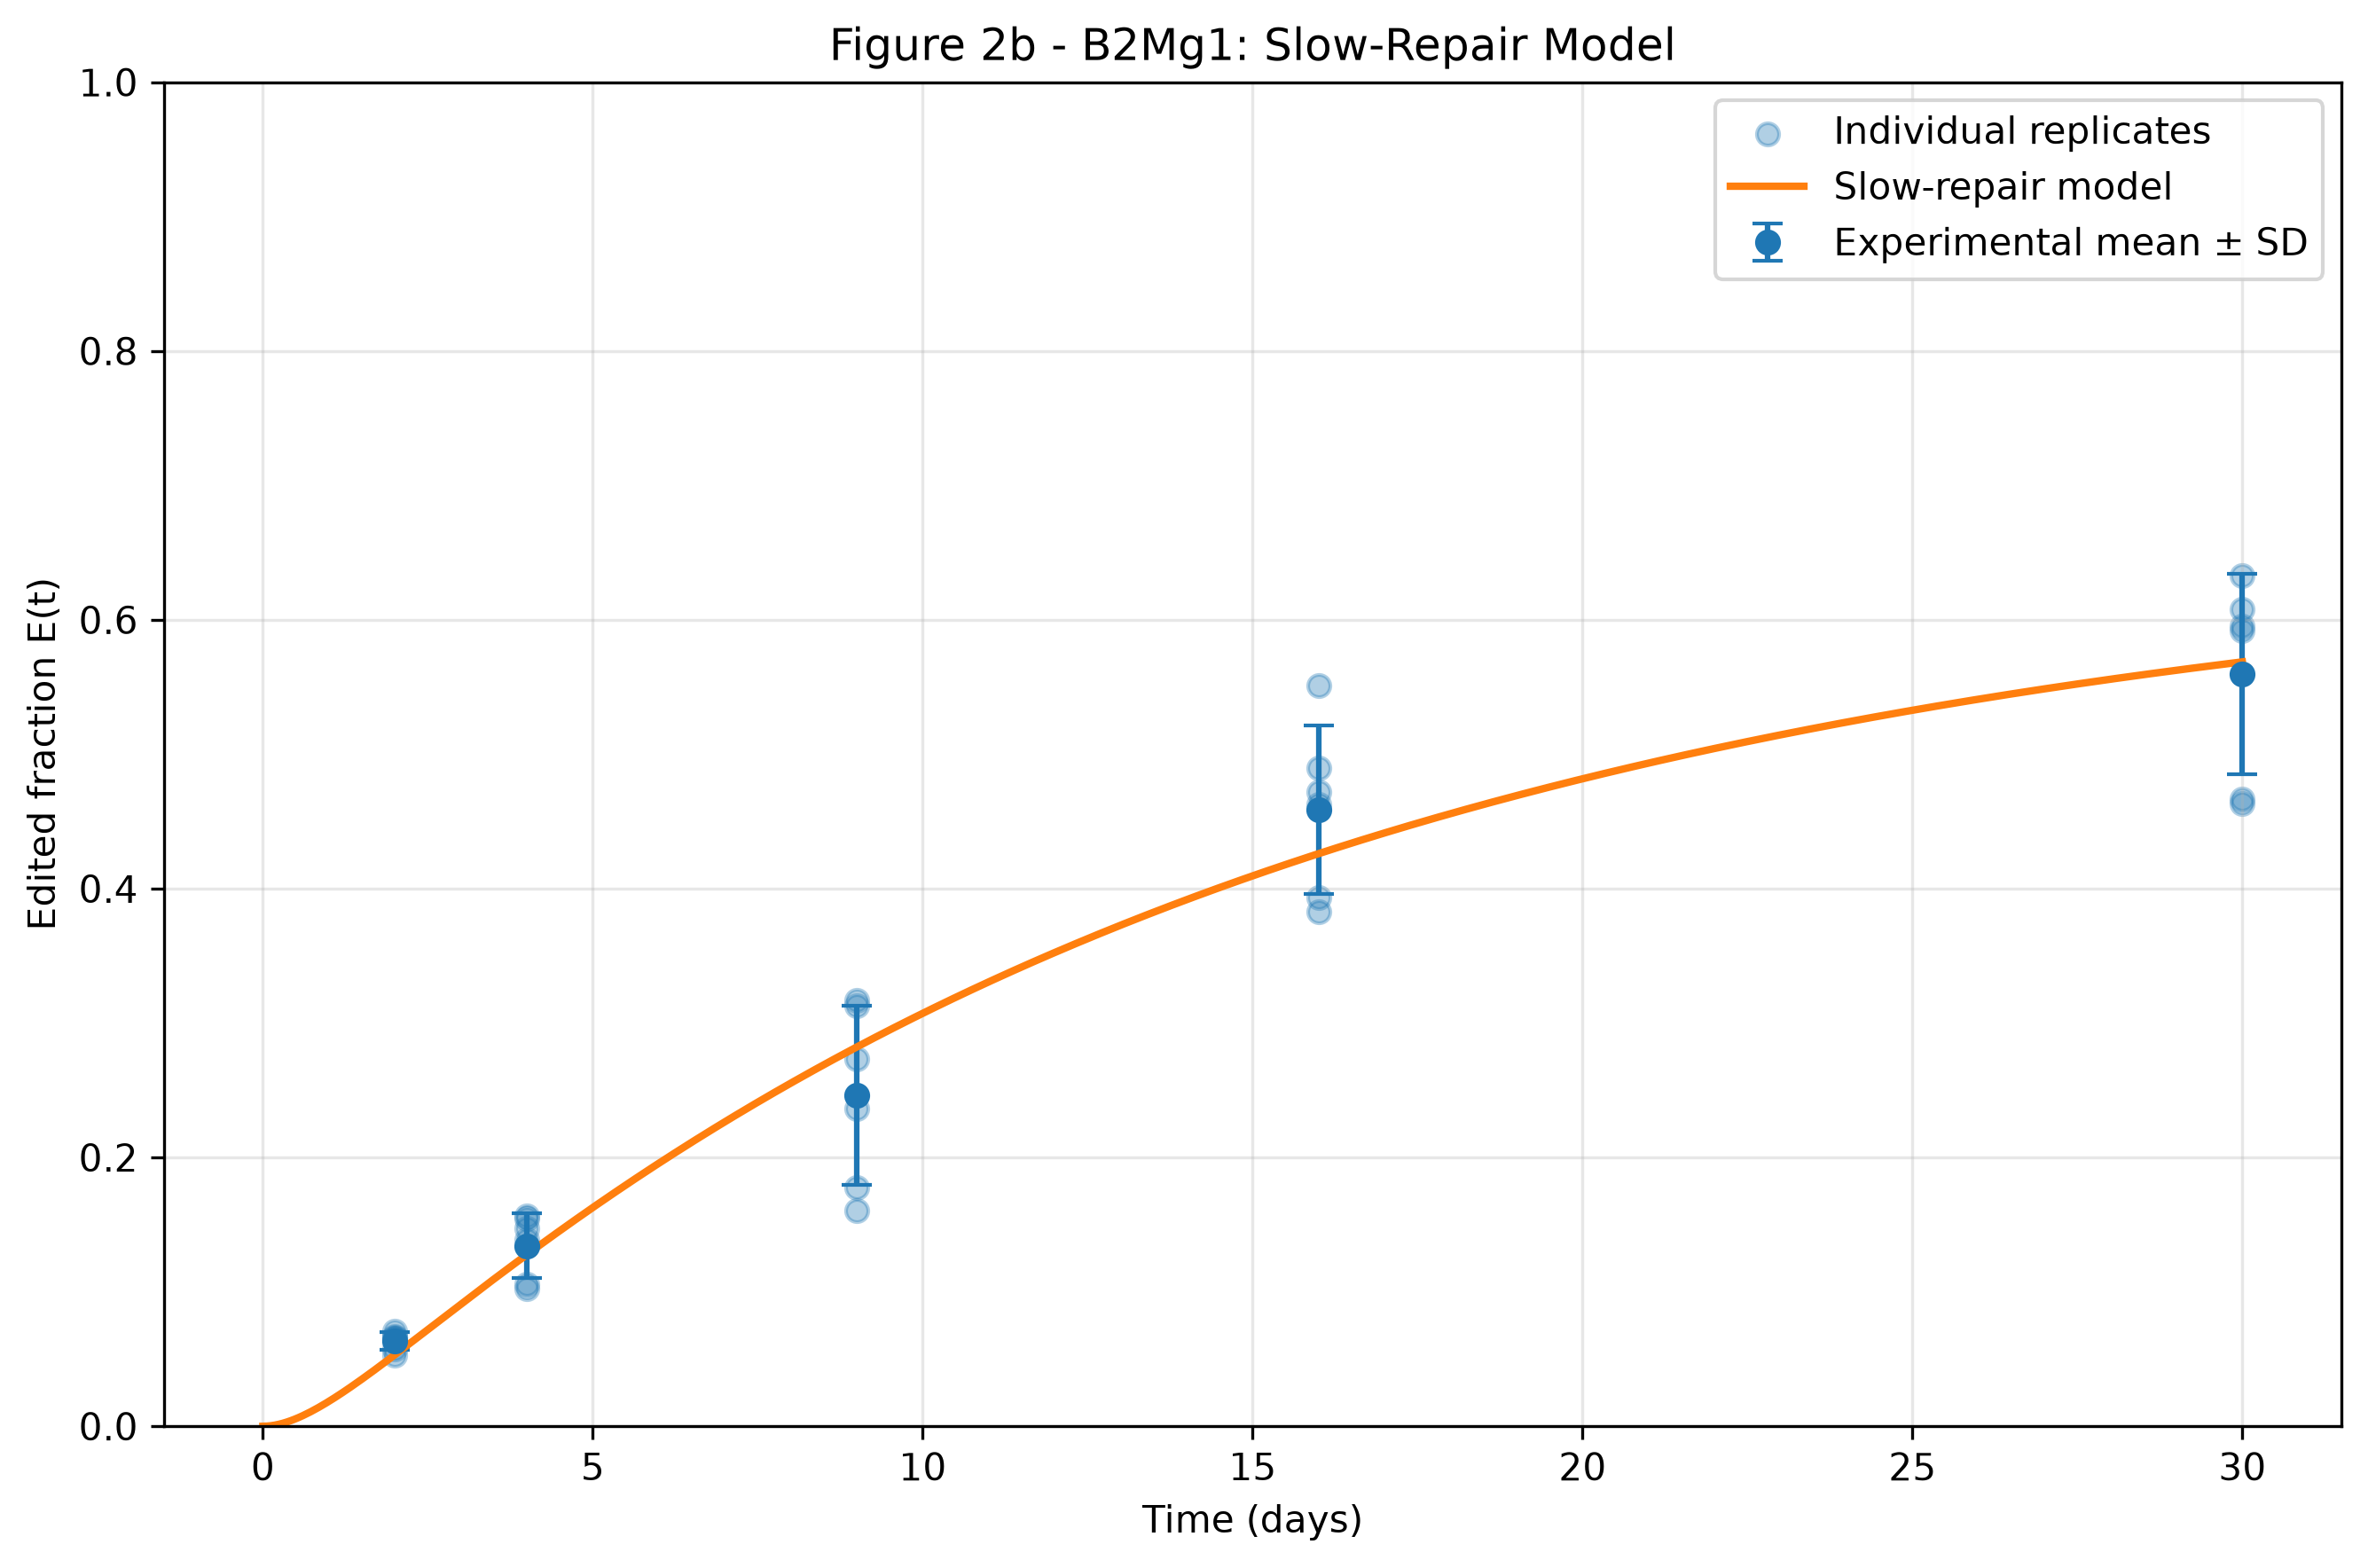 Figure 2b - B2Mg1: Slow-Repair Model
1.0
0.8
0.6
0.4
0.2
0.0
Edited fraction E(t)
Individual replicates
Slow-repair model
Experimental mean ± SD
0 5 10 15 20 25 30
Time (days)